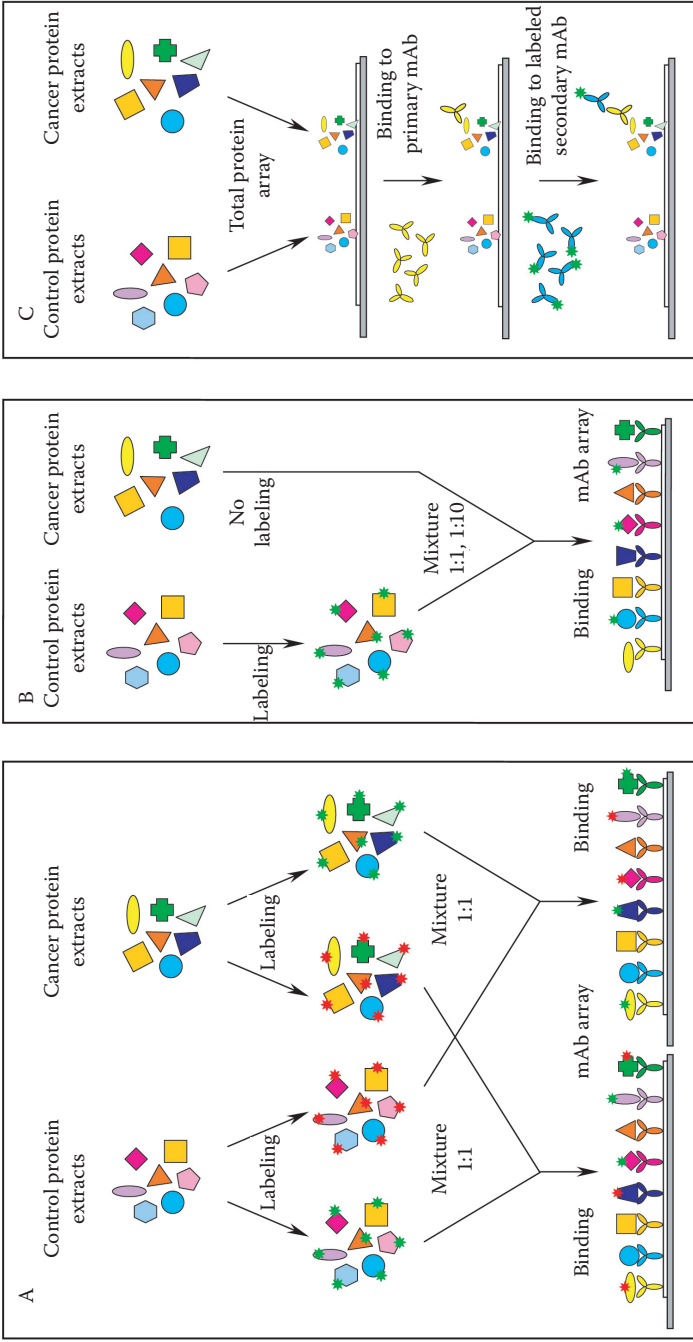 A
Control protein
extracts
Cancer protein
extracts
Labeling
Labeling
Mixture
1:1
Mixture
1:1
Binding
mAb array
Binding
B
Control protein
extracts
Cancer protein
extracts
Labeling
No
labeling
Mixture
1:1, 1:10
Binding
mAb array
C
Control protein
extracts
Cancer protein
extracts
Total protein
array
Binding to
primary mAb
Binding to labeled
secondary mAb